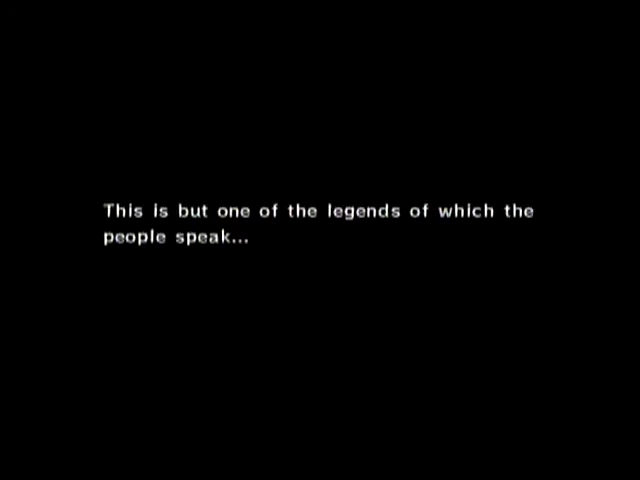 This is but one of the legends of which the
people speak...